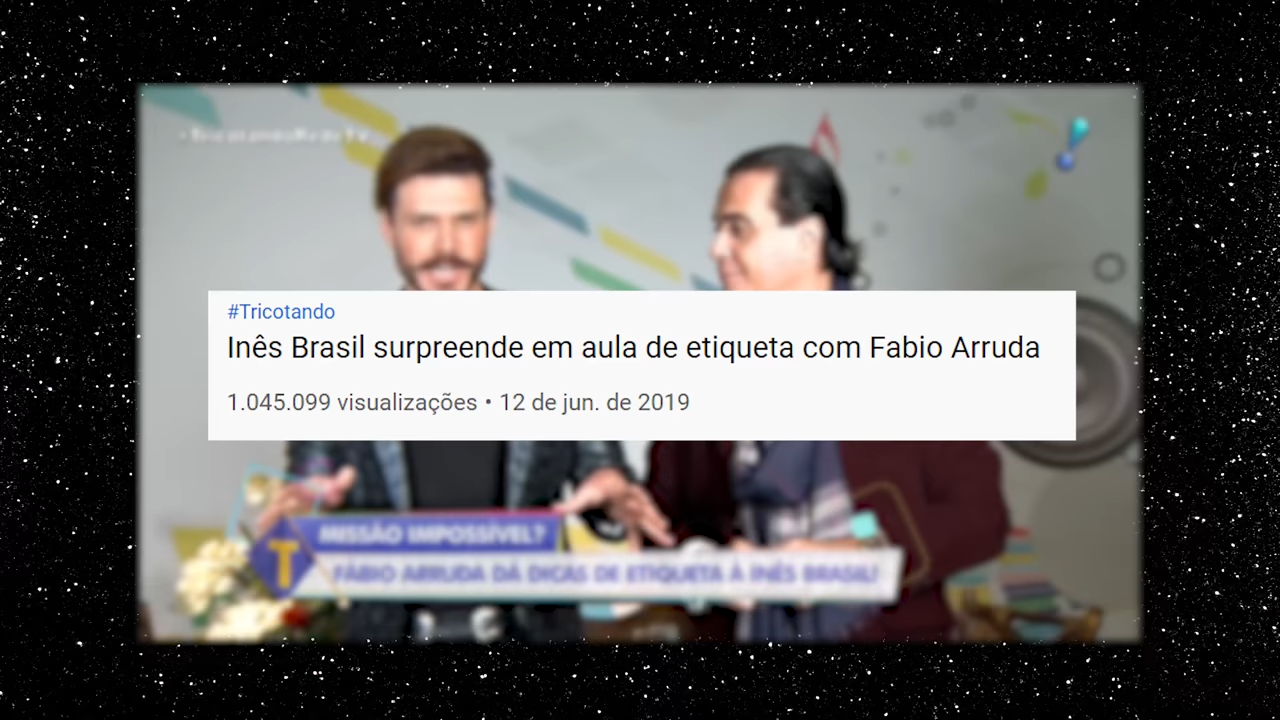 #TricotandoRedeTV
#Tricotando
Inês Brasil surpreende em aula de etiqueta com Fabio Arruda
1.045.099 visualizações • 12 de jun. de 2019
MISSÃO IMPOSSÍVEL?
T FÁBIO ARRUDA DÁ DICAS DE ETIQUETA À INÊS BRASIL!